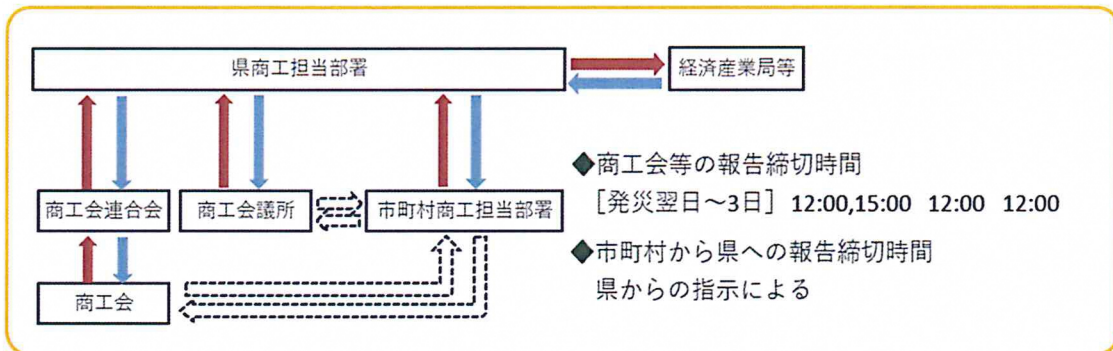 県商工担当部署
経済産業局等
商工会連合会
商工会議所
市町村商工担当部署
商工会
◆商工会等の報告締切時間
［発災翌日～3日］ 12:00,15:00 12:00 12:00
◆市町村から県への報告締切時間
県からの指示による